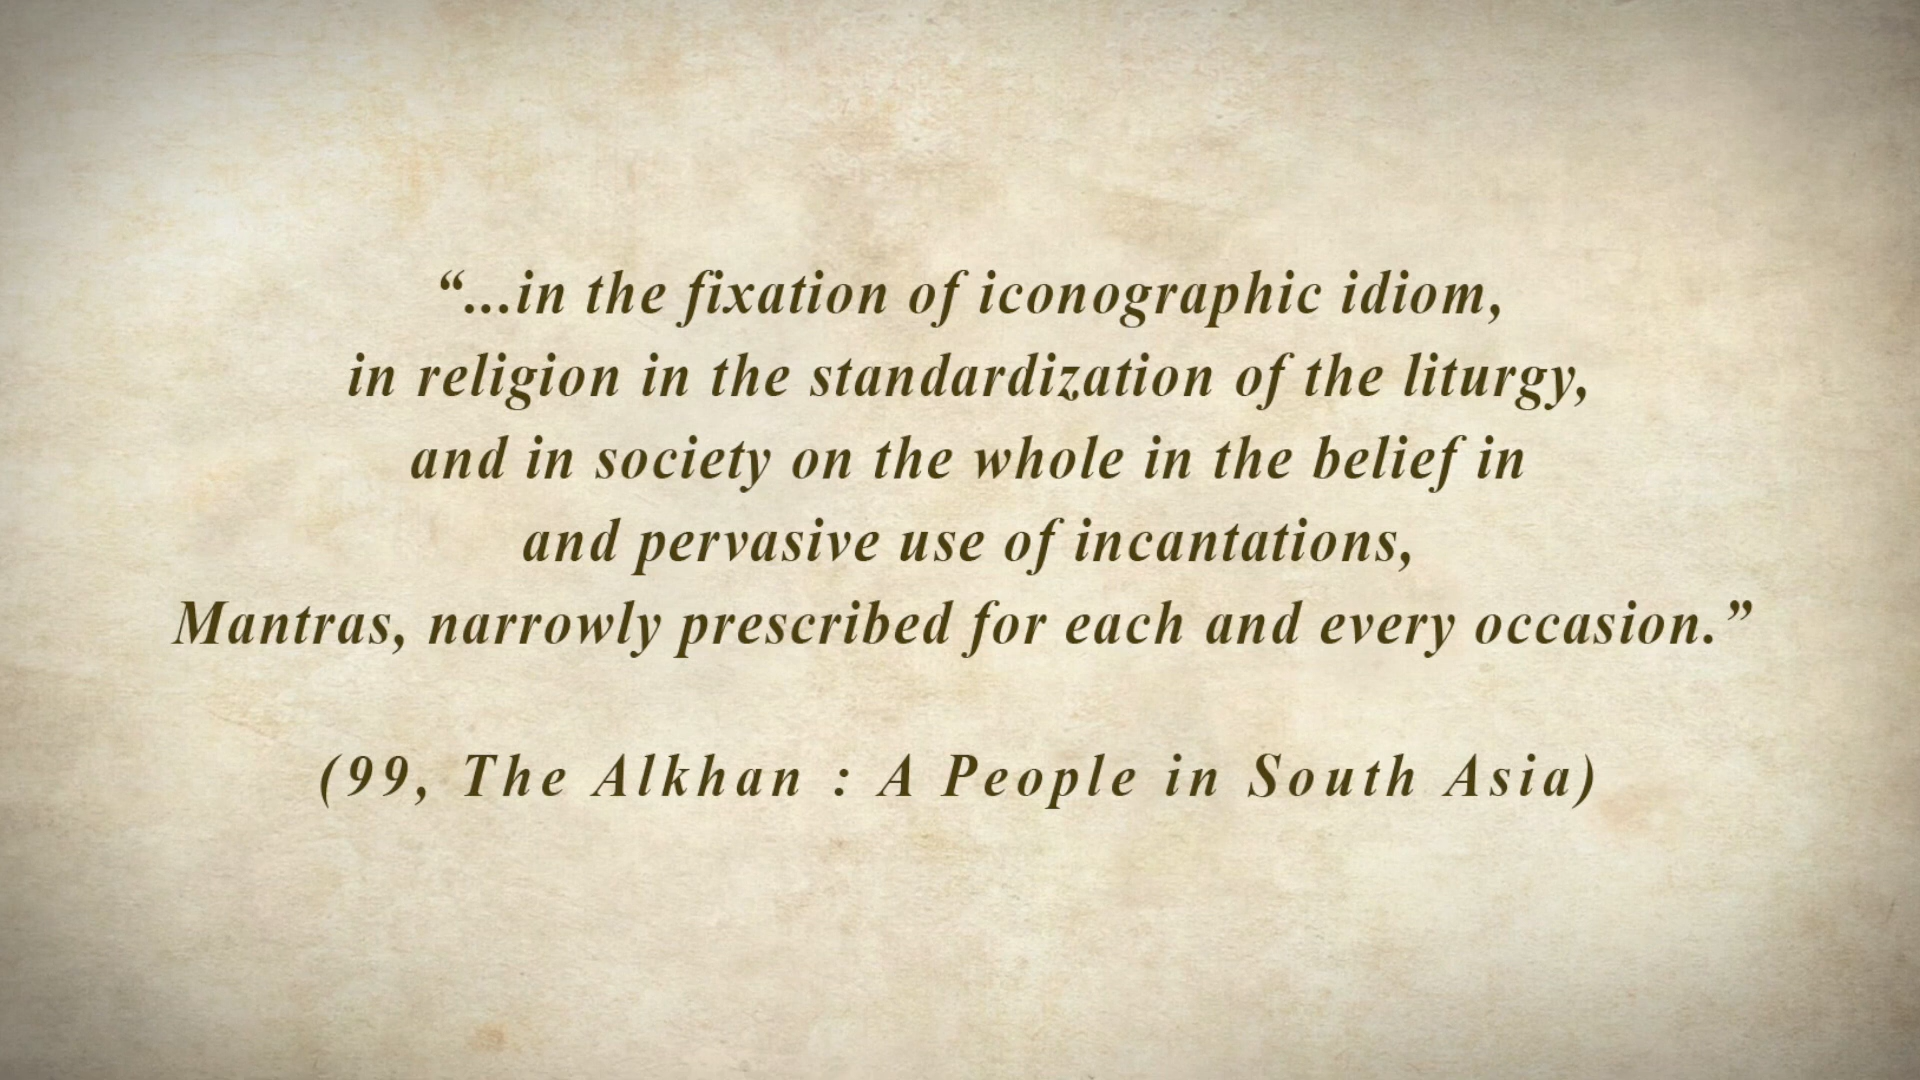 “...in the fixation of iconographic idiom,
in religion in the standardization of the liturgy,
and in society on the whole in the belief in
and pervasive use of incantations,
Mantras, narrowly prescribed for each and every occasion.”
(99, The Alkhan : A People in South Asia)